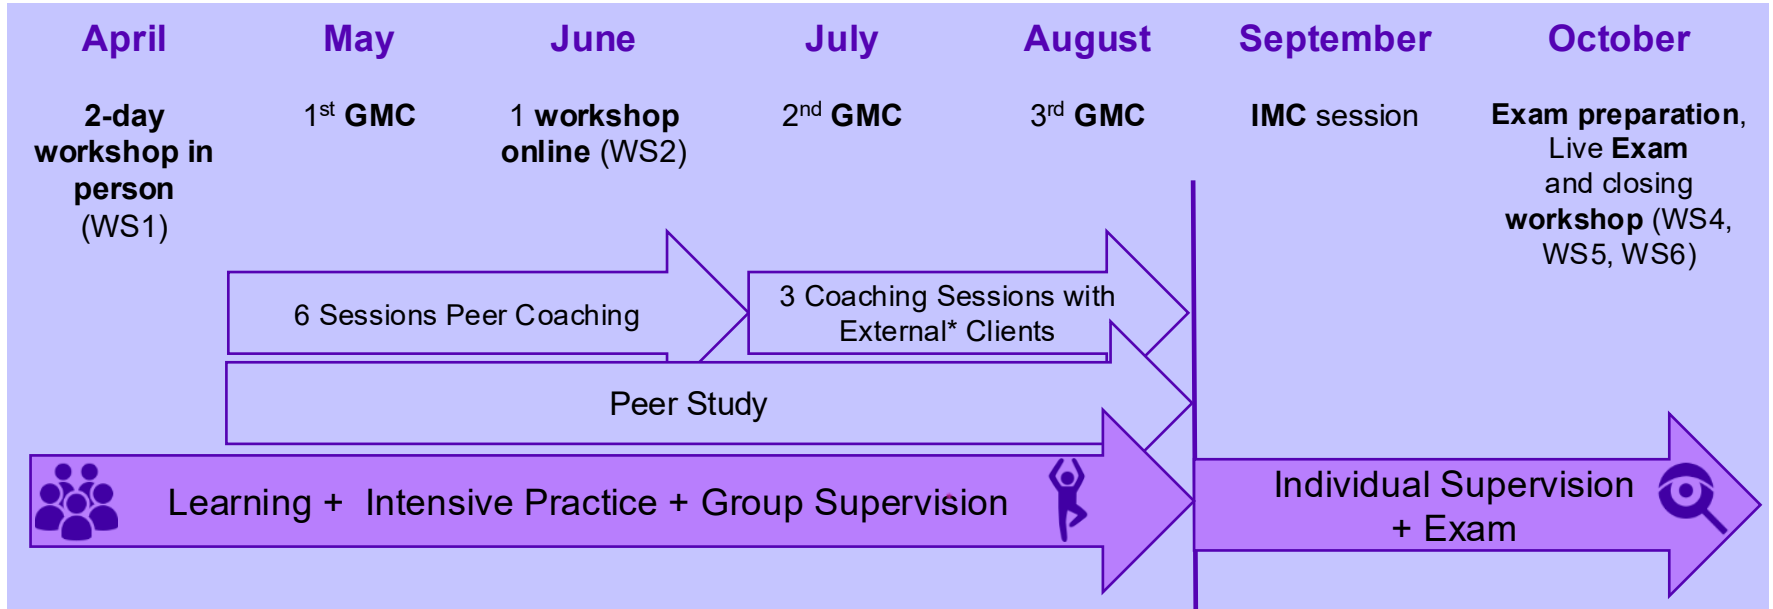 April
May
June
July
August
September
October
2-day
workshop in
person
(WS1)
1st GMC
1 workshop
online (WS2)
2nd GMC
3rd GMC
IMC session
Exam preparation,
Live Exam
and closing
workshop (WS4,
WS5, WS6)
6 Sessions Peer Coaching
3 Coaching Sessions with
External* Clients
Peer Study
Learning + Intensive Practice + Group Supervision
Individual Supervision
+ Exam